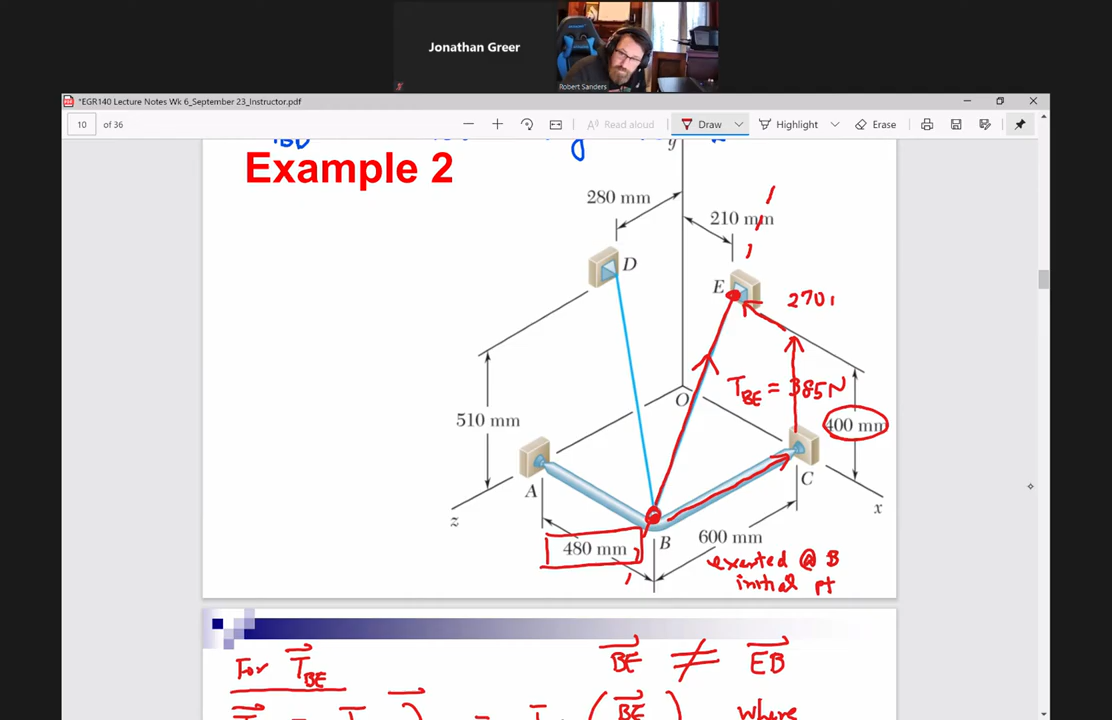 Jonathan Greer
Robert Sanders
*EGR140 Lecture Notes Wk 6_September 23_Instructor.pdf
10 of 36
Read aloud
Draw
Highlight
Erase
Example 2
y
280 mm
210 mm
D
E
270
T_BE = 385N
510 mm
O
400 mm
A
C
z
x
480 mm
B
600 mm
exerted @ B
initial pt
For T_BE
BE ≠ EB
=
BE
where